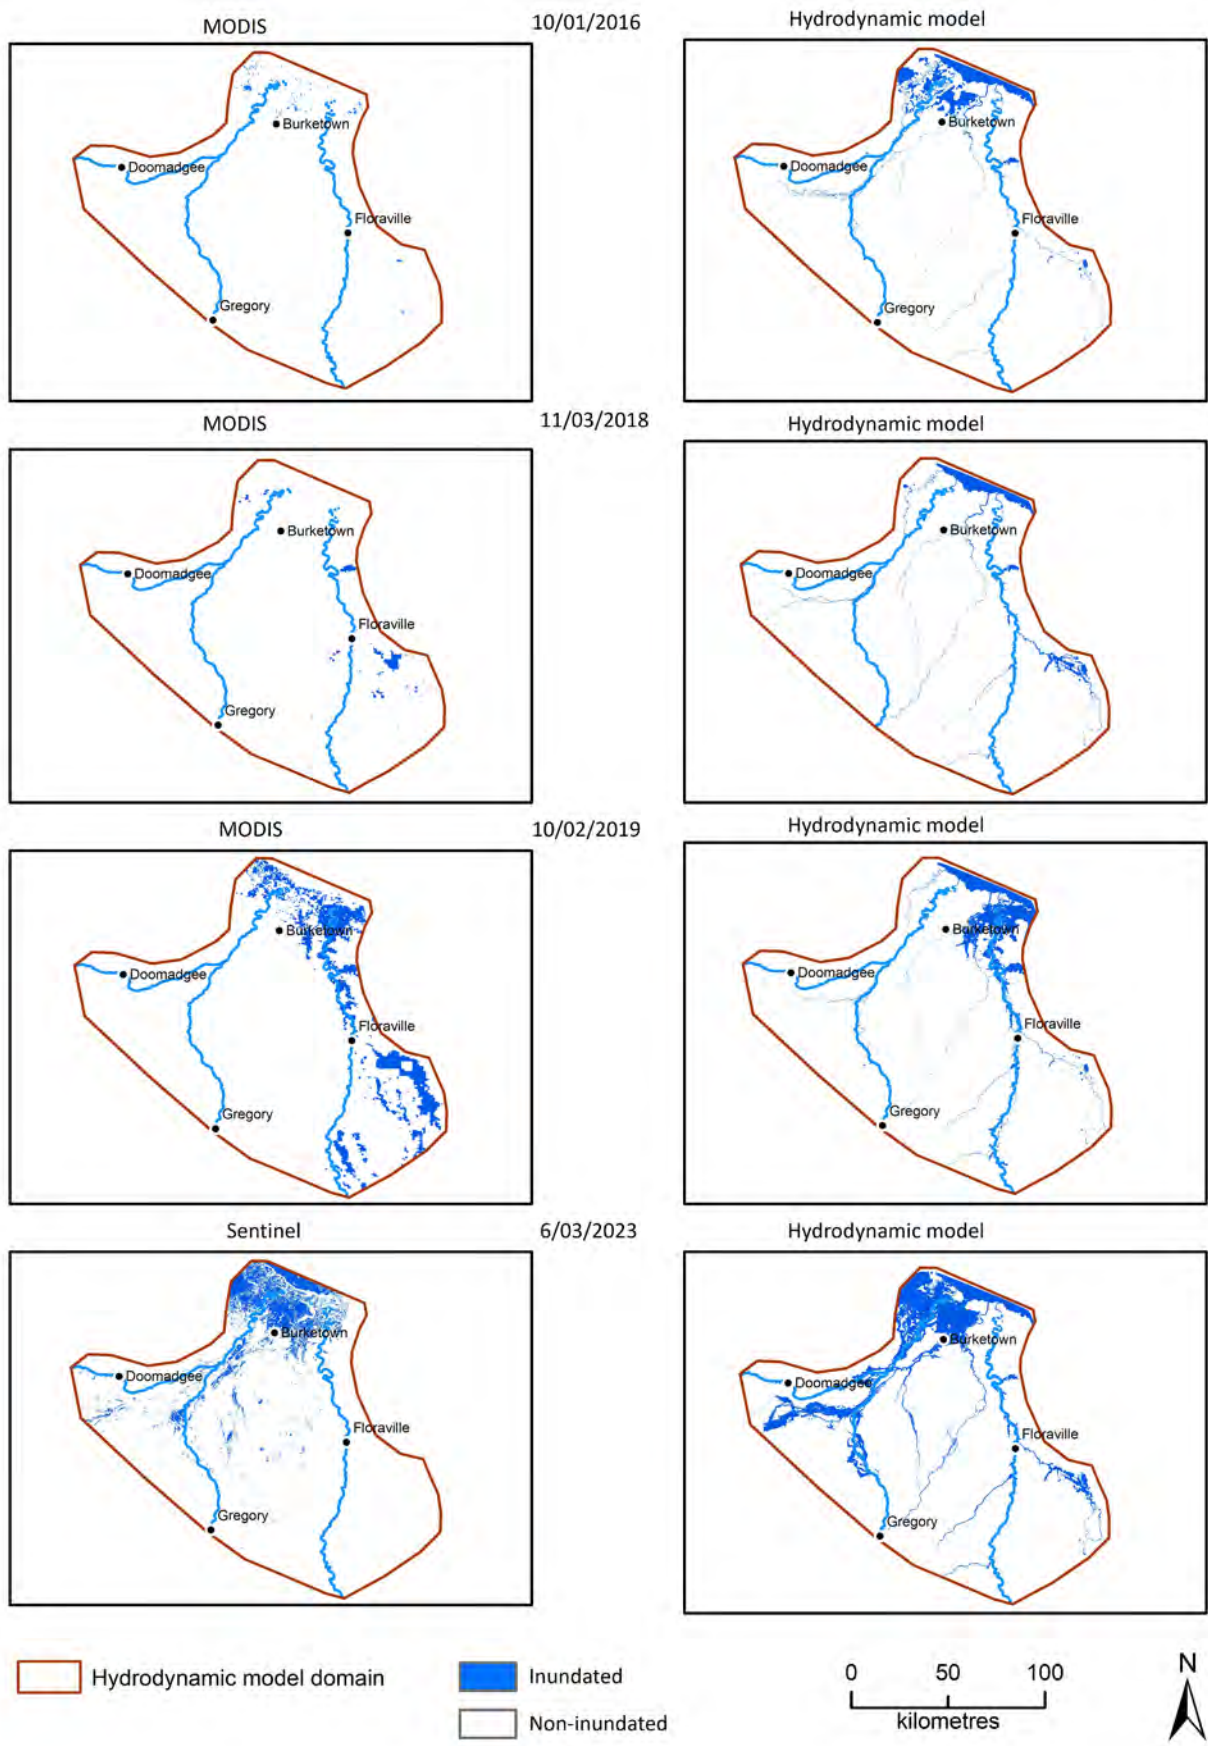 MODIS 10/01/2016 Hydrodynamic model
Burketown
Doomadgee
Floraville
Gregory
Burketown
Doomadgee
Floraville
Gregory
MODIS 11/03/2018 Hydrodynamic model
Burketown
Doomadgee
Floraville
Gregory
Burketown
Doomadgee
MODIS 10/02/2019 Hydrodynamic model
Burketown
Doomadgee
Floraville
Gregory
Burketown
Doomadgee
Floraville
Gregory
Sentinel 6/03/2023 Hydrodynamic model
Burketown
Doomadgee
Floraville
Gregory
Burketown
Doomadgee
Floraville
Gregory
Hydrodynamic model domain
Inundated
Non-inundated
0 50 100
kilometres
N